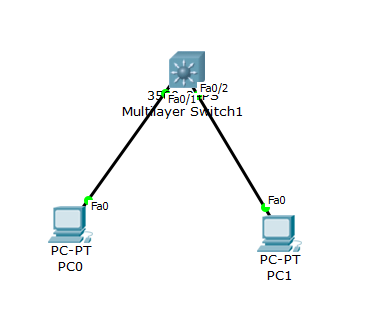 Fa0/2
Fa0/1
Multilayer Switch1
Fa0
Fa0
PC-PT
PC0
PC-PT
PC1